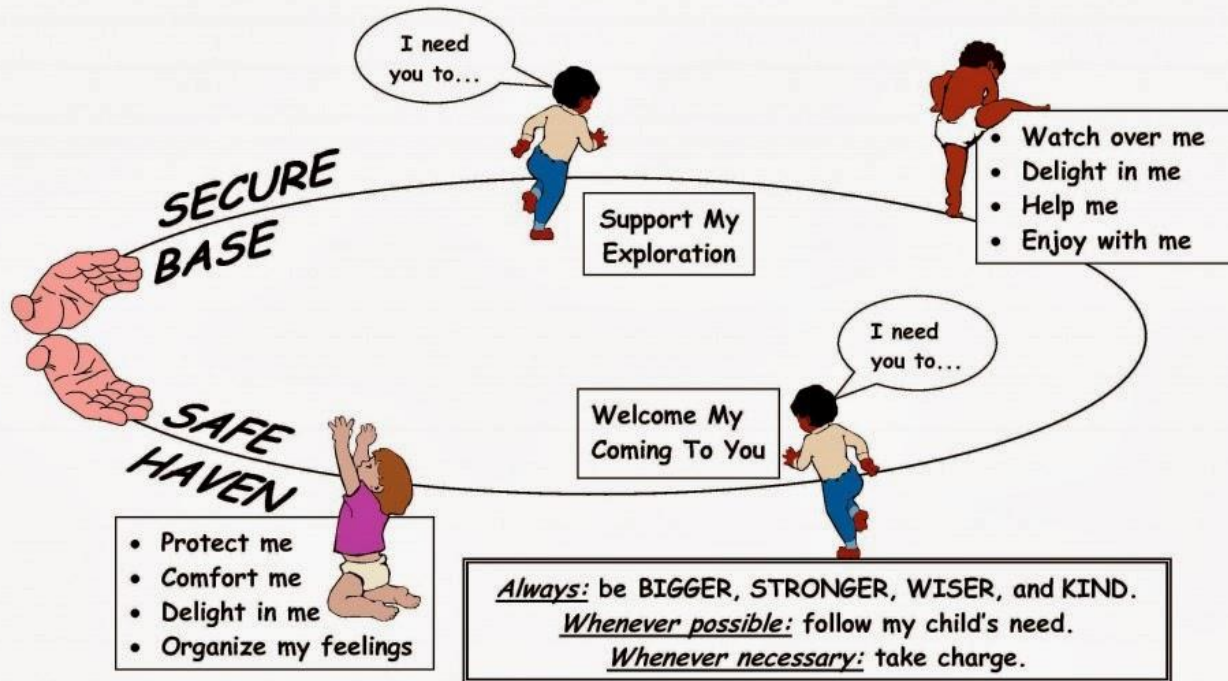 I need
you to...
SECURE
BASE
Support My
Exploration
• Watch over me
• Delight in me
• Help me
• Enjoy with me
I need
you to...
Welcome My
Coming To You
SAFE
HAVEN
• Protect me
• Comfort me
• Delight in me
• Organize my feelings
Always: be BIGGER, STRONGER, WISER, and KIND.
Whenever possible: follow my child's need.
Whenever necessary: take charge.